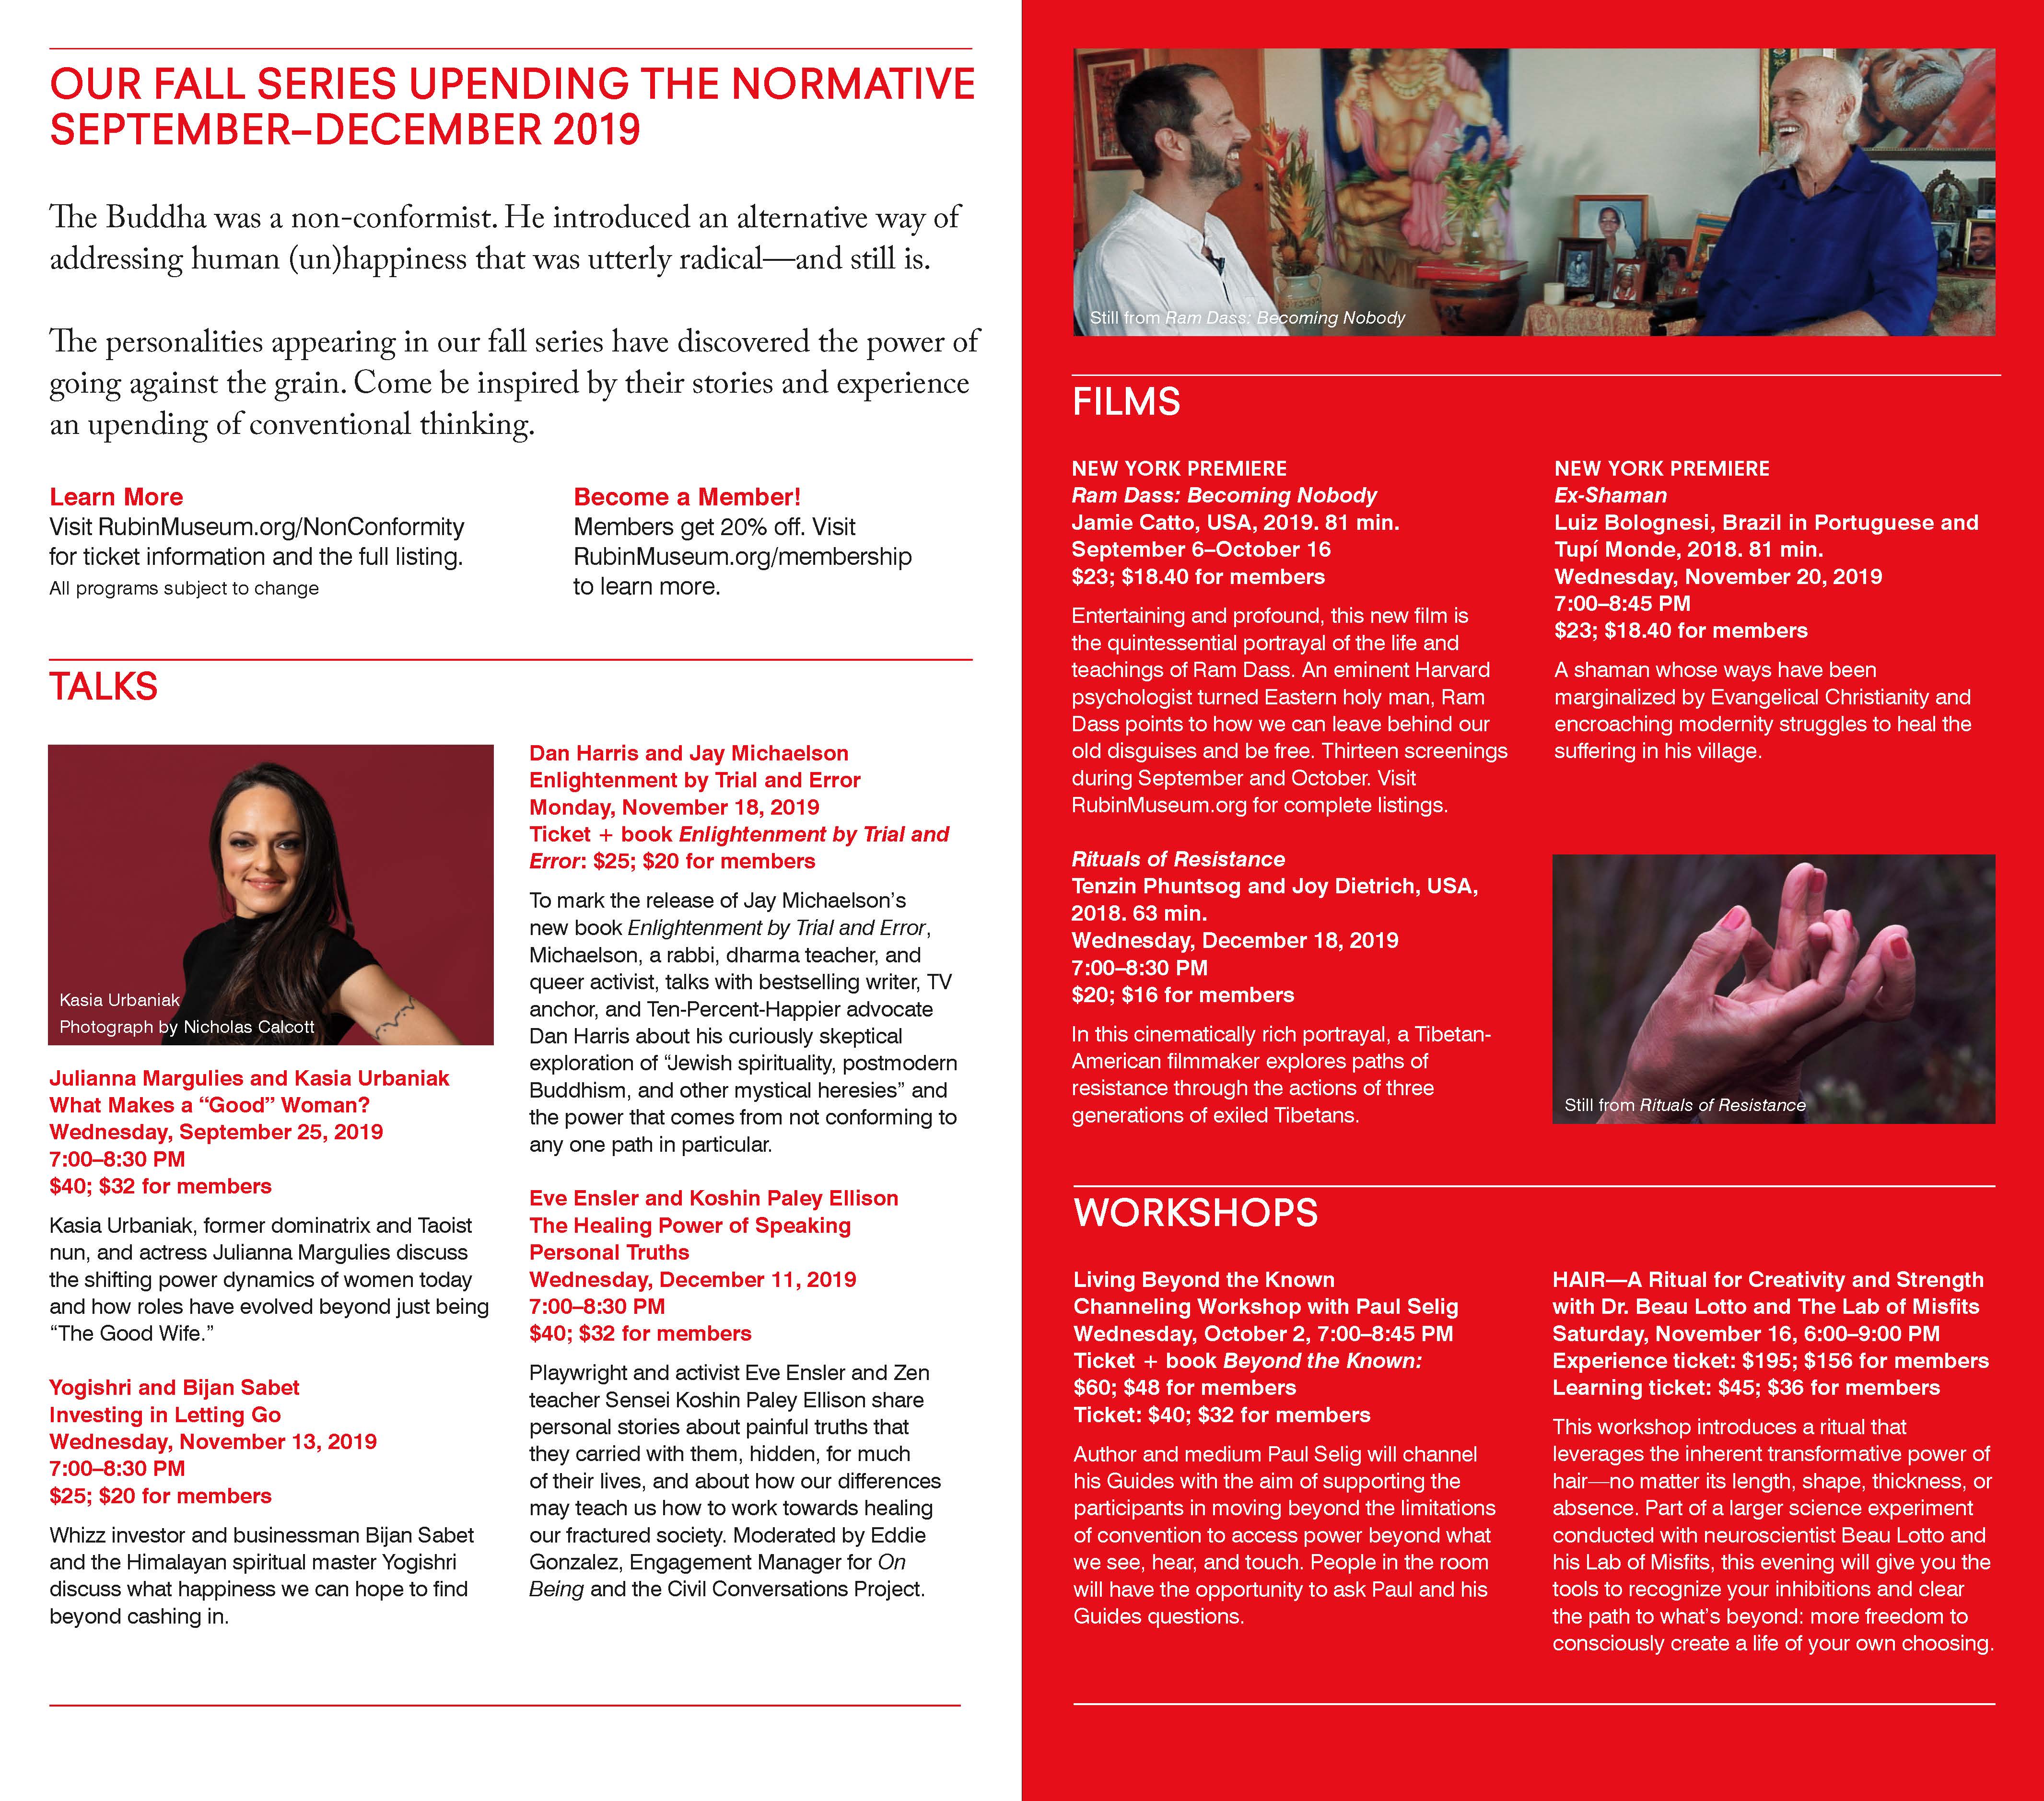 OUR FALL SERIES UPENDING THE NORMATIVE
SEPTEMBER–DECEMBER 2019
The Buddha was a non-conformist. He introduced an alternative way of
addressing human (un)happiness that was utterly radical—and still is.
The personalities appearing in our fall series have discovered the power of
going against the grain. Come be inspired by their stories and experience
an upending of conventional thinking.
Learn More
Visit RubinMuseum.org/NonConformity
for ticket information and the full listing.
All programs subject to change
Become a Member!
Members get 20% off. Visit
RubinMuseum.org/membership
to learn more.
TALKS
Kasia Urbaniak
Photograph by Nicholas Calcott
Julianna Margulies and Kasia Urbaniak
What Makes a “Good” Woman?
Wednesday, September 25, 2019
7:00–8:30 PM
$40; $32 for members
Kasia Urbaniak, former dominatrix and Taoist
nun, and actress Julianna Margulies discuss
the shifting power dynamics of women today
and how roles have evolved beyond just being
“The Good Wife.”
Yogishri and Bijan Sabet
Investing in Letting Go
Wednesday, November 13, 2019
7:00–8:30 PM
$25; $20 for members
Whizz investor and businessman Bijan Sabet
and the Himalayan spiritual master Yogishri
discuss what happiness we can hope to find
beyond cashing in.
Dan Harris and Jay Michaelson
Enlightenment by Trial and Error
Monday, November 18, 2019
Ticket + book Enlightenment by Trial and
Error: $25; $20 for members
To mark the release of Jay Michaelson’s
new book Enlightenment by Trial and Error,
Michaelson, a rabbi, dharma teacher, and
queer activist, talks with bestselling writer, TV
anchor, and Ten-Percent-Happier advocate
Dan Harris about his curiously skeptical
exploration of “Jewish spirituality, postmodern
Buddhism, and other mystical heresies” and
the power that comes from not conforming to
any one path in particular.
Eve Ensler and Koshin Paley Ellison
The Healing Power of Speaking
Personal Truths
Wednesday, December 11, 2019
7:00–8:30 PM
$40; $32 for members
Playwright and activist Eve Ensler and Zen
teacher Sensei Koshin Paley Ellison share
personal stories about painful truths that
they carried with them, hidden, for much
of their lives, and about how our differences
may teach us how to work towards healing
our fractured society. Moderated by Eddie
Gonzalez, Engagement Manager for On
Being and the Civil Conversations Project.
Still from Ram Dass: Becoming Nobody
FILMS
NEW YORK PREMIERE
Ram Dass: Becoming Nobody
Jamie Catto, USA, 2019. 81 min.
September 6–October 16
$23; $18.40 for members
Entertaining and profound, this new film is
the quintessential portrayal of the life and
teachings of Ram Dass. An eminent Harvard
psychologist turned Eastern holy man, Ram
Dass points to how we can leave behind our
old disguises and be free. Thirteen screenings
during September and October. Visit
RubinMuseum.org for complete listings.
Rituals of Resistance
Tenzin Phuntsog and Joy Dietrich, USA,
2018. 63 min.
Wednesday, December 18, 2019
7:00–8:30 PM
$20; $16 for members
In this cinematically rich portrayal, a Tibetan-
American filmmaker explores paths of
resistance through the actions of three
generations of exiled Tibetans.
NEW YORK PREMIERE
Ex-Shaman
Luiz Bolognesi, Brazil in Portuguese and
Tupí Monde, 2018. 81 min.
Wednesday, November 20, 2019
7:00–8:45 PM
$23; $18.40 for members
A shaman whose ways have been
marginalized by Evangelical Christianity and
encroaching modernity struggles to heal the
suffering in his village.
Still from Rituals of Resistance
WORKSHOPS
Living Beyond the Known
Channeling Workshop with Paul Selig
Wednesday, October 2, 7:00–8:45 PM
Ticket + book Beyond the Known:
$60; $48 for members
Ticket: $40; $32 for members
Author and medium Paul Selig will channel
his Guides with the aim of supporting the
participants in moving beyond the limitations
of convention to access power beyond what
we see, hear, and touch. People in the room
will have the opportunity to ask Paul and his
Guides questions.
HAIR—A Ritual for Creativity and Strength
with Dr. Beau Lotto and The Lab of Misfits
Saturday, November 16, 6:00–9:00 PM
Experience ticket: $195; $156 for members
Learning ticket: $45; $36 for members
This workshop introduces a ritual that
leverages the inherent transformative power of
hair—no matter its length, shape, thickness, or
absence. Part of a larger science experiment
conducted with neuroscientist Beau Lotto and
his Lab of Misfits, this evening will give you the
tools to recognize your inhibitions and clear
the path to what’s beyond: more freedom to
consciously create a life of your own choosing.